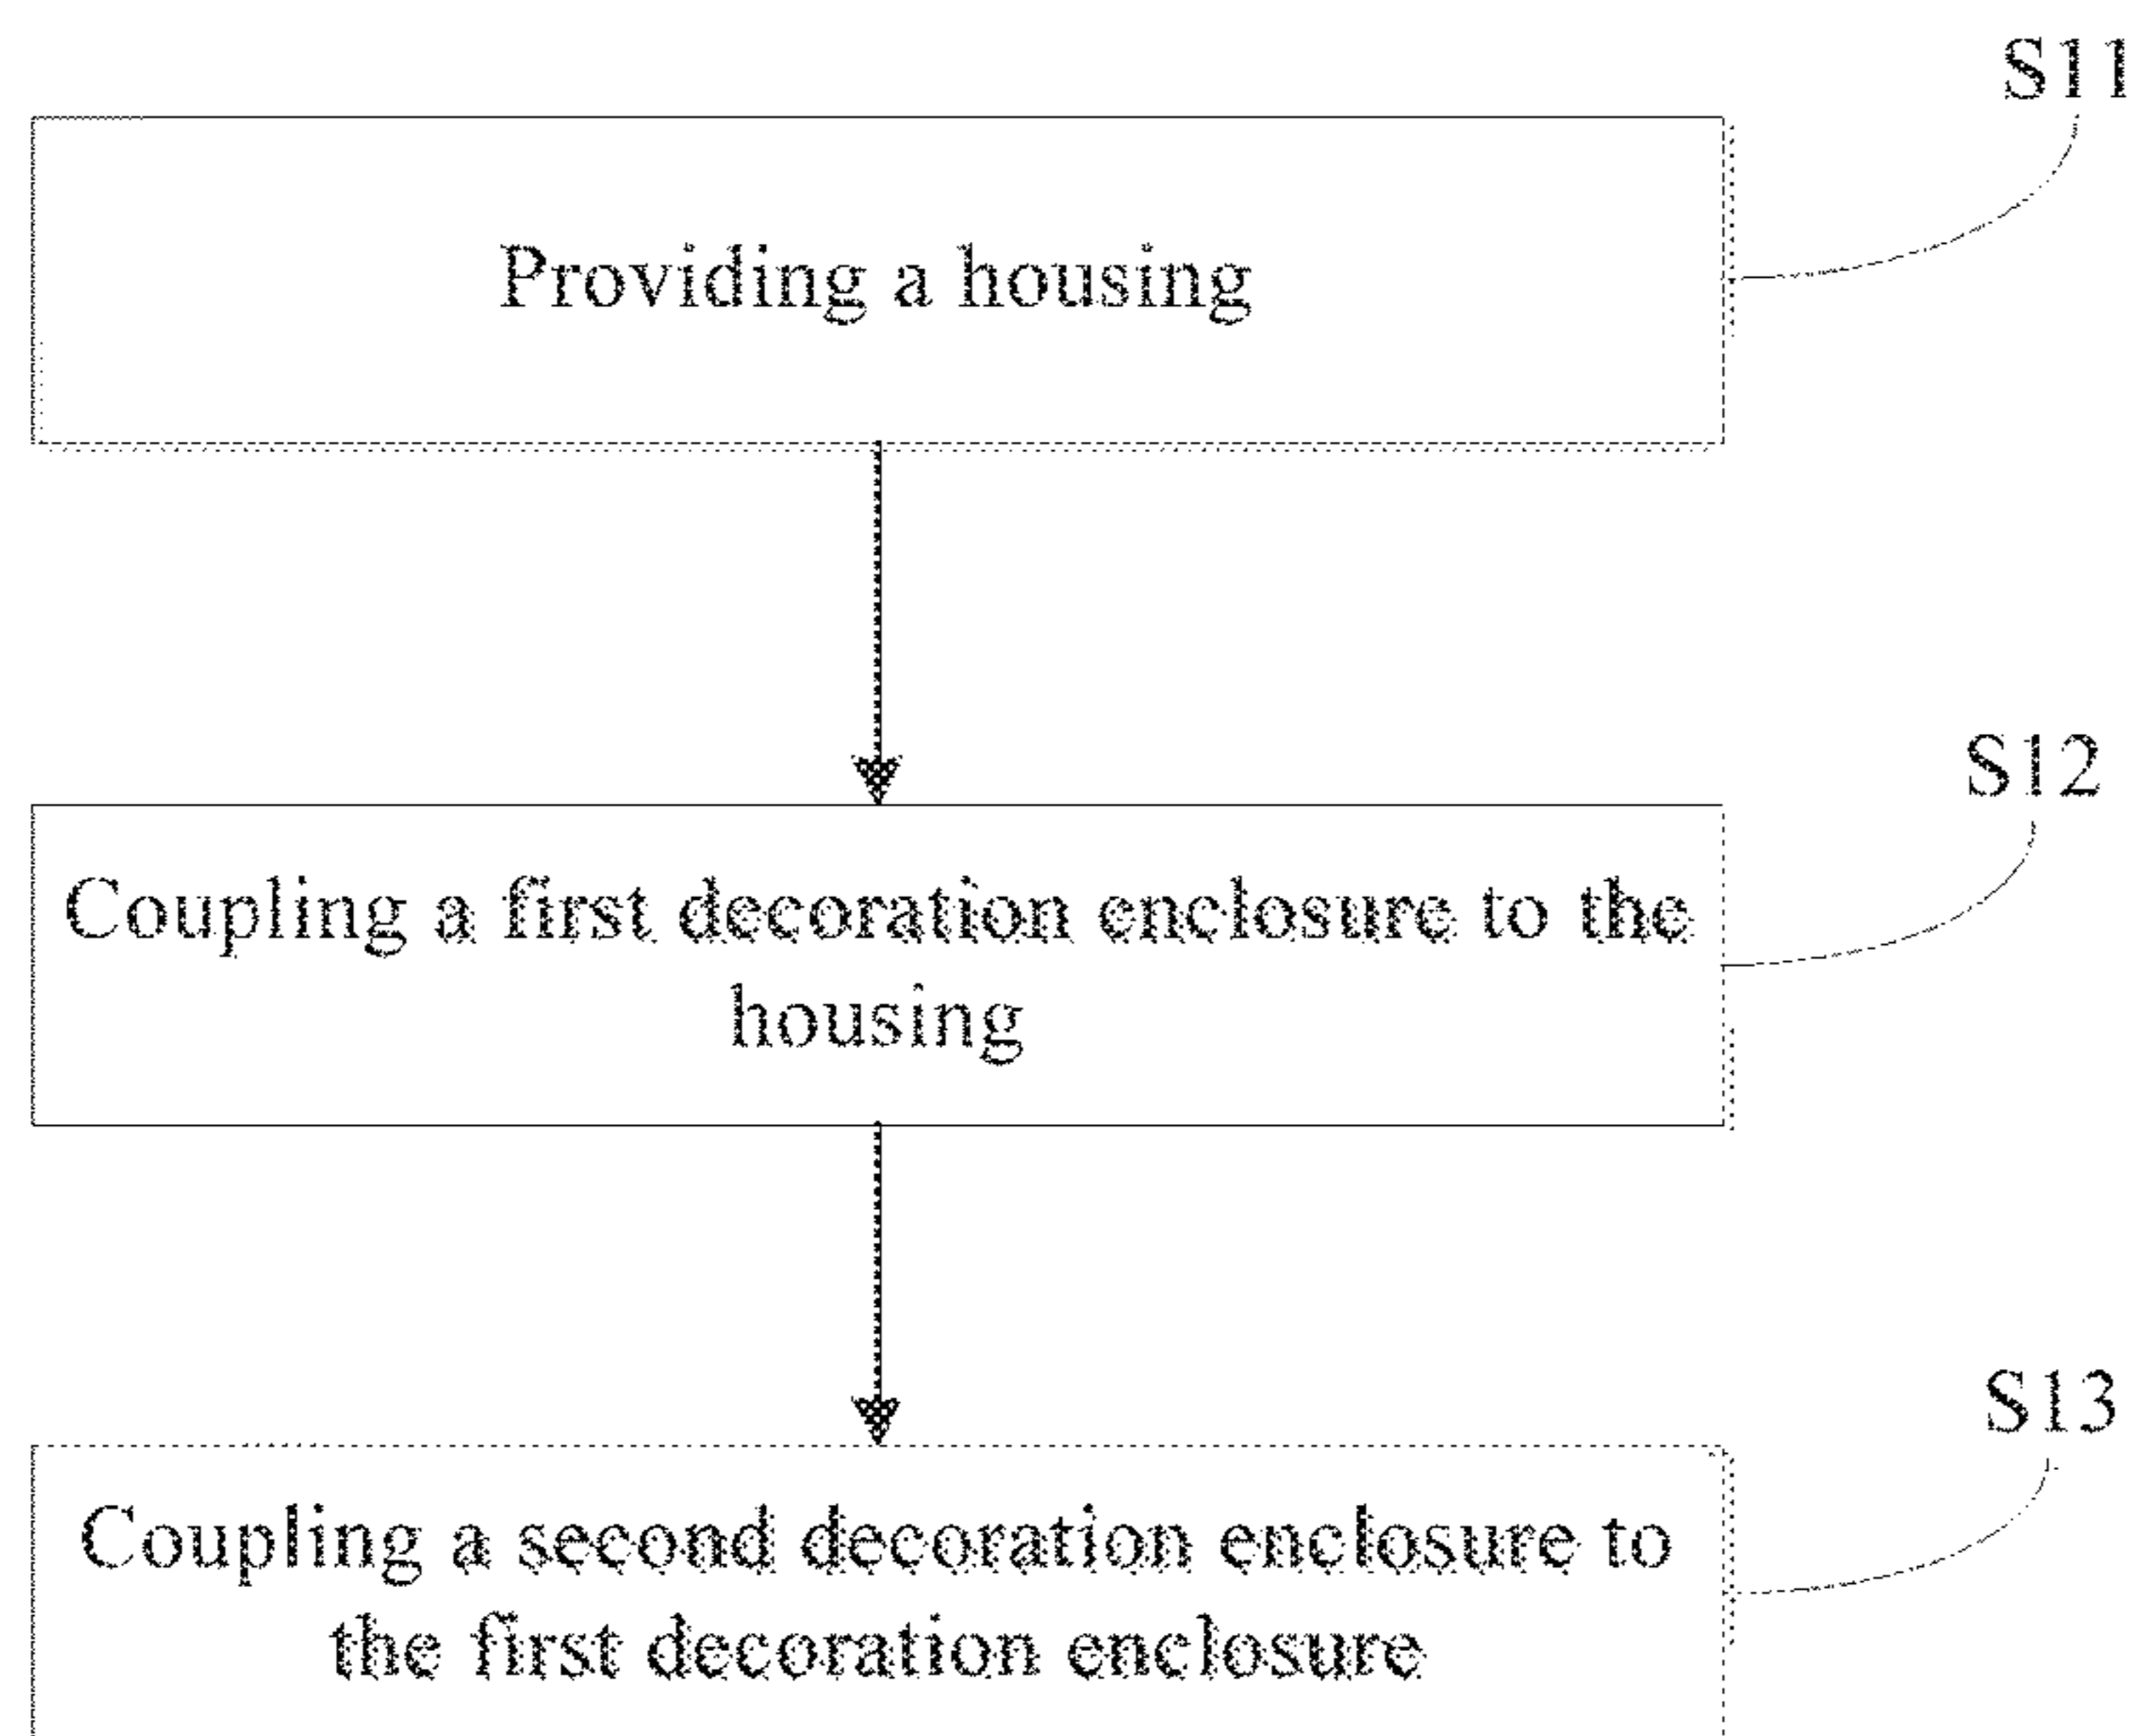 S11
Providing a housing
S12
Coupling a first decoration enclosure to the
housing
S13
Coupling a second decoration enclosure to
the first decoration enclosure